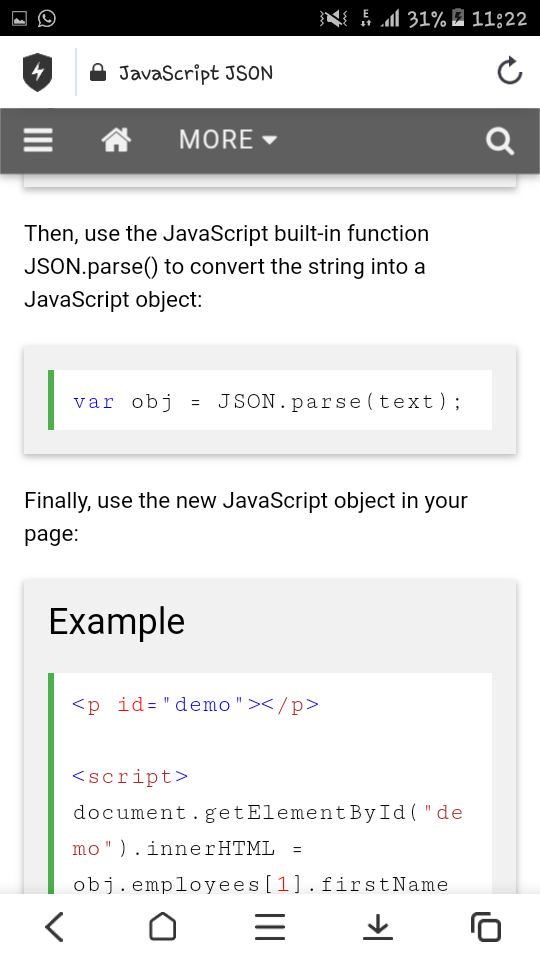 E 31% 11:22
JavaScript JSON
MORE
Then, use the JavaScript built-in function
JSON.parse() to convert the string into a
JavaScript object:
var obj = JSON.parse(text);
Finally, use the new JavaScript object in your
page:
Example
<p id="demo"></p>
<script>
document.getElementById("de
mo").innerHTML =
obj.employees[1].firstName